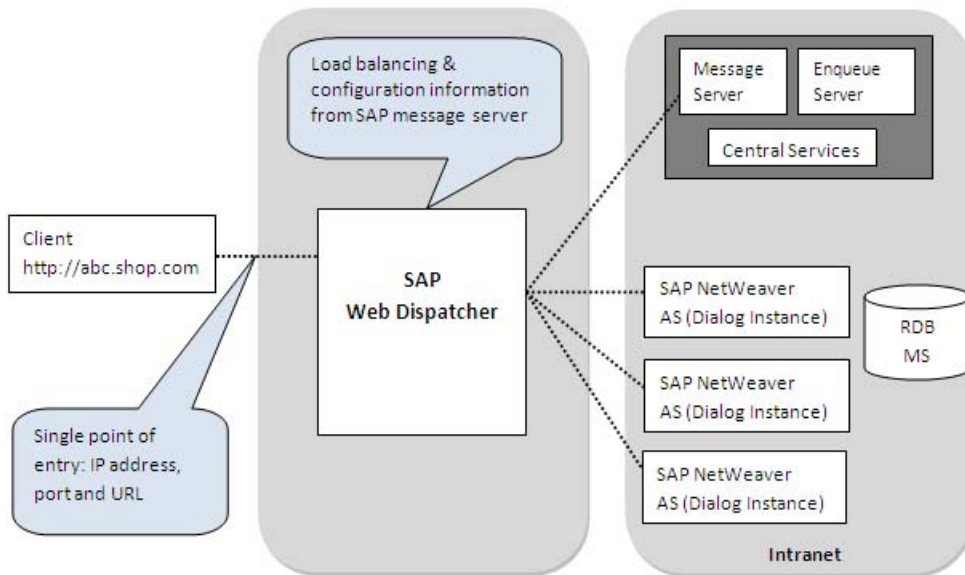 Load balancing &
configuration information
from SAP message server
Message
Server
Enqueue
Server
Central Services
Client
http://abc.shop.com
SAP
Web Dispatcher
SAP NetWeaver
AS (Dialog Instance)
RDB
MS
SAP NetWeaver
AS (Dialog Instance)
Single point of
entry: IP address,
port and URL
SAP NetWeaver
AS (Dialog Instance)
Intranet